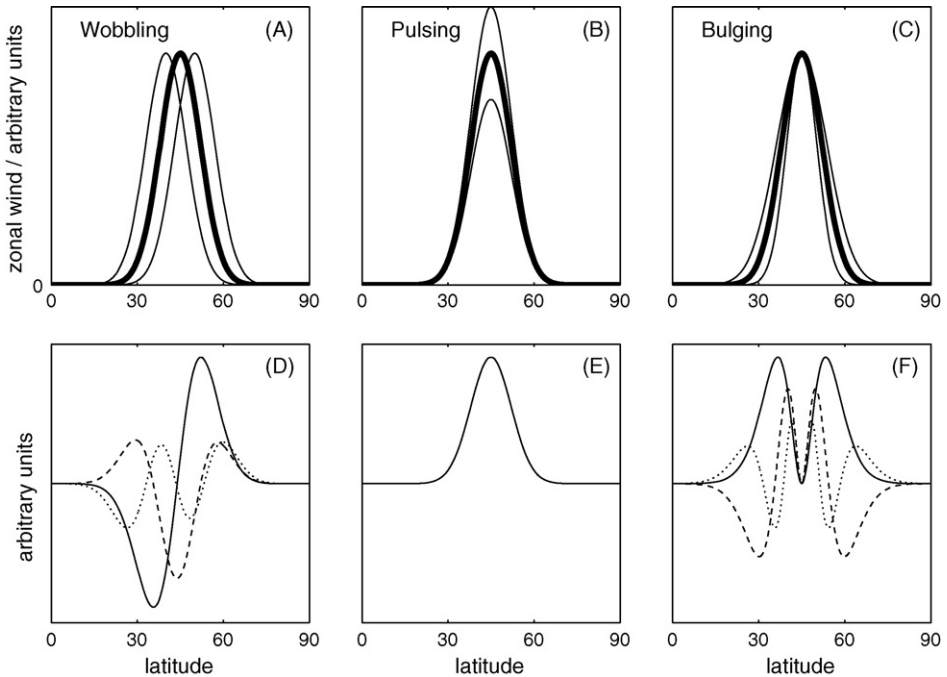 Wobbling (A)
Pulsing (B)
Bulging (C)
zonal wind / arbitrary units
0
0 30 60 90
0 30 60 90
0 30 60 90
(D)
(E)
(F)
arbitrary units
0 30 60 90
0 30 60 90
0 30 60 90
latitude
latitude
latitude